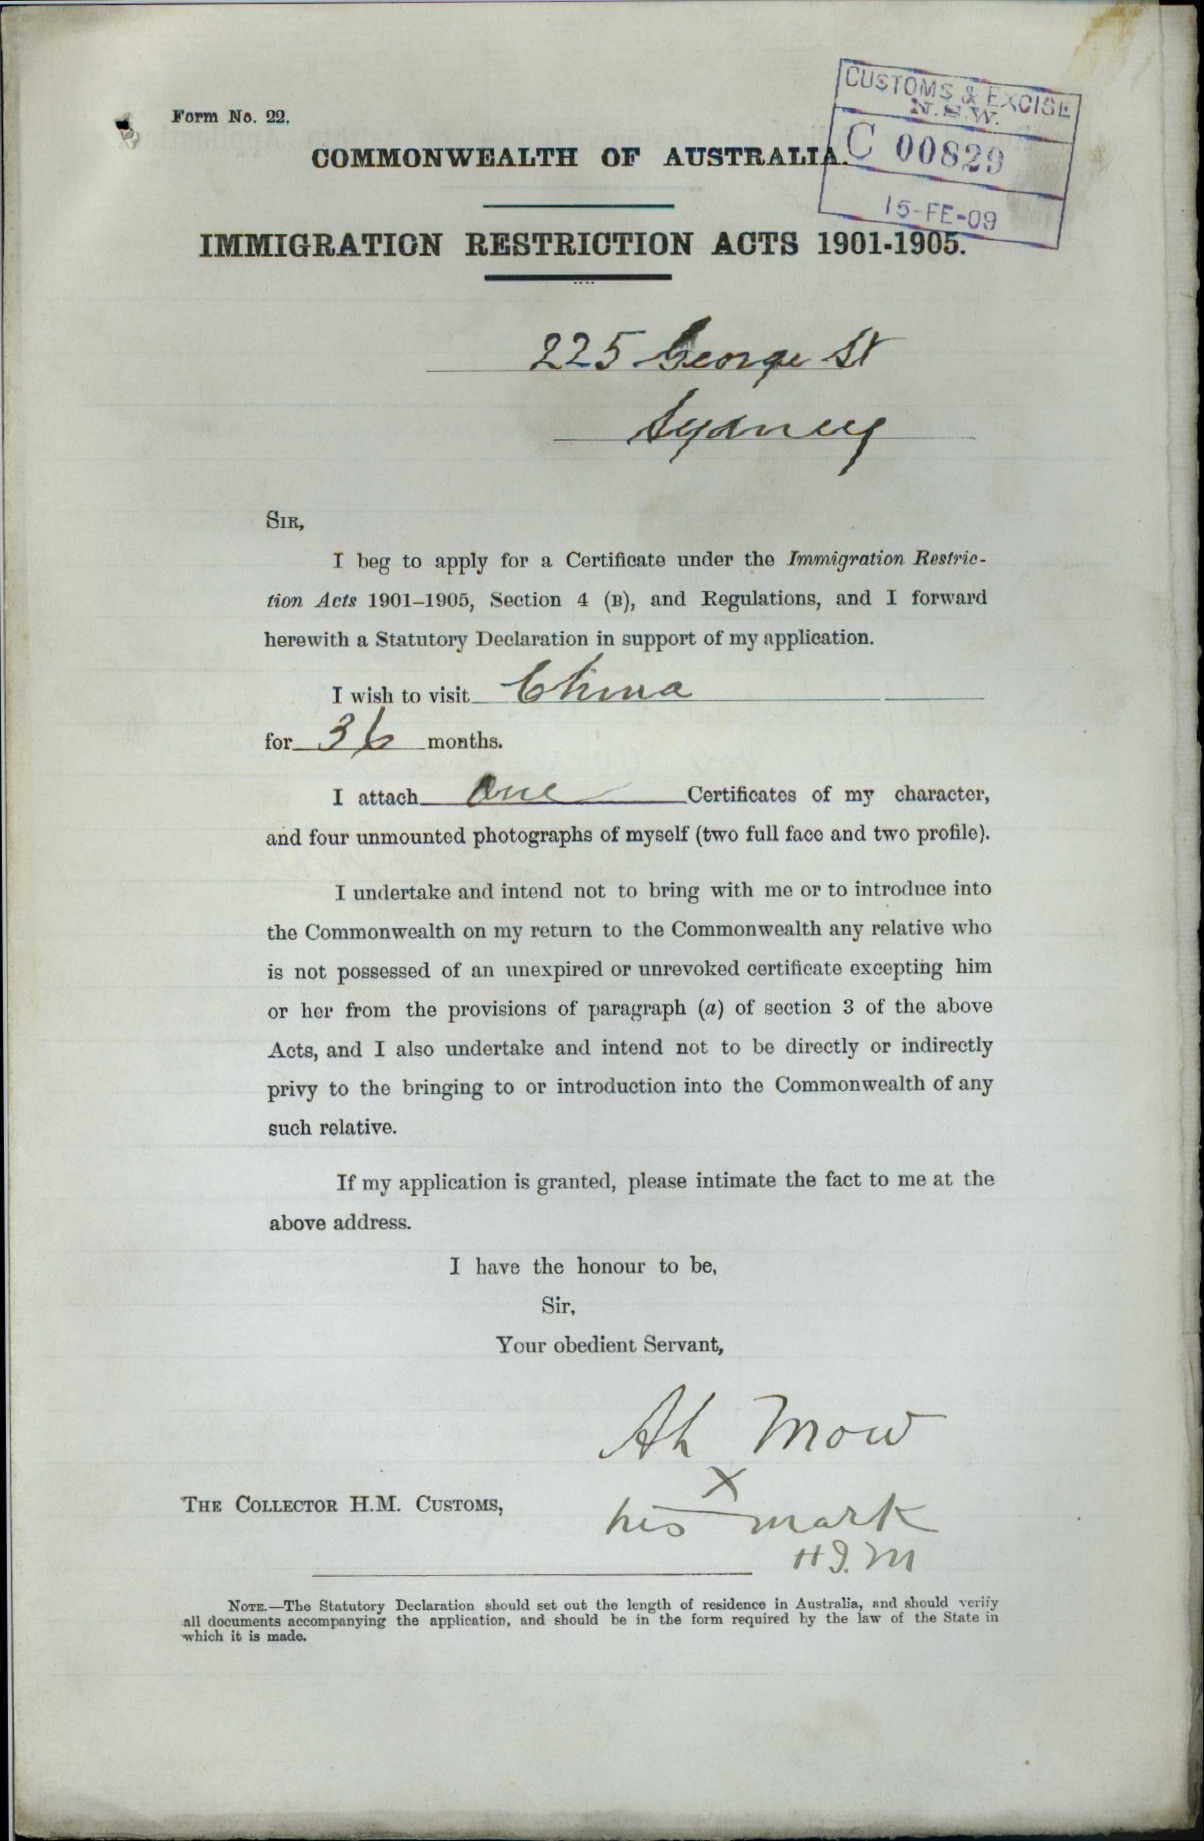 Form No. 22.
CUSTOMS & EXCISE
N.S.W.
C 00829
15-FE-09
COMMONWEALTH OF AUSTRALIA.
IMMIGRATION RESTRICTION ACTS 1901-1905.
225 George St
Sydney
SIR,
I beg to apply for a Certificate under the Immigration Restric-
tion Acts 1901–1905, Section 4 (B), and Regulations, and I forward
herewith a Statutory Declaration in support of my application.
I wish to visit China
for 36 months.
I attach One Certificates of my character,
and four unmounted photographs of myself (two full face and two profile).
I undertake and intend not to bring with me or to introduce into
the Commonwealth on my return to the Commonwealth any relative who
is not possessed of an unexpired or unrevoked certificate excepting him
or her from the provisions of paragraph (a) of section 3 of the above
Acts, and I also undertake and intend not to be directly or indirectly
privy to the bringing to or introduction into the Commonwealth of any
such relative.
If my application is granted, please intimate the fact to me at the
above address.
I have the honour to be,
Sir,
Your obedient Servant,
Ah Mow
X
his mark
THE COLLECTOR H.M. CUSTOMS,
NOTE.—The Statutory Declaration should set out the length of residence in Australia, and should verify
all documents accompanying the application, and should be in the form required by the law of the State in
which it is made.